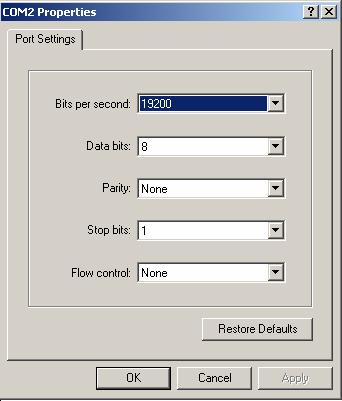 COM2 Properties
Port Settings
Bits per second: 19200
Data bits: 8
Parity: None
Stop bits: 1
Flow control: None
Restore Defaults
OK Cancel Apply